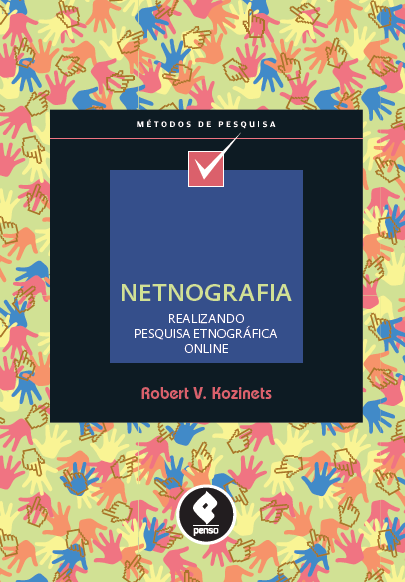 MÉTODOS DE PESQUISA
NETNOGRAFIA
REALIZANDO
PESQUISA ETNOGRÁFICA
ONLINE
Robert V. Kozinets
penso